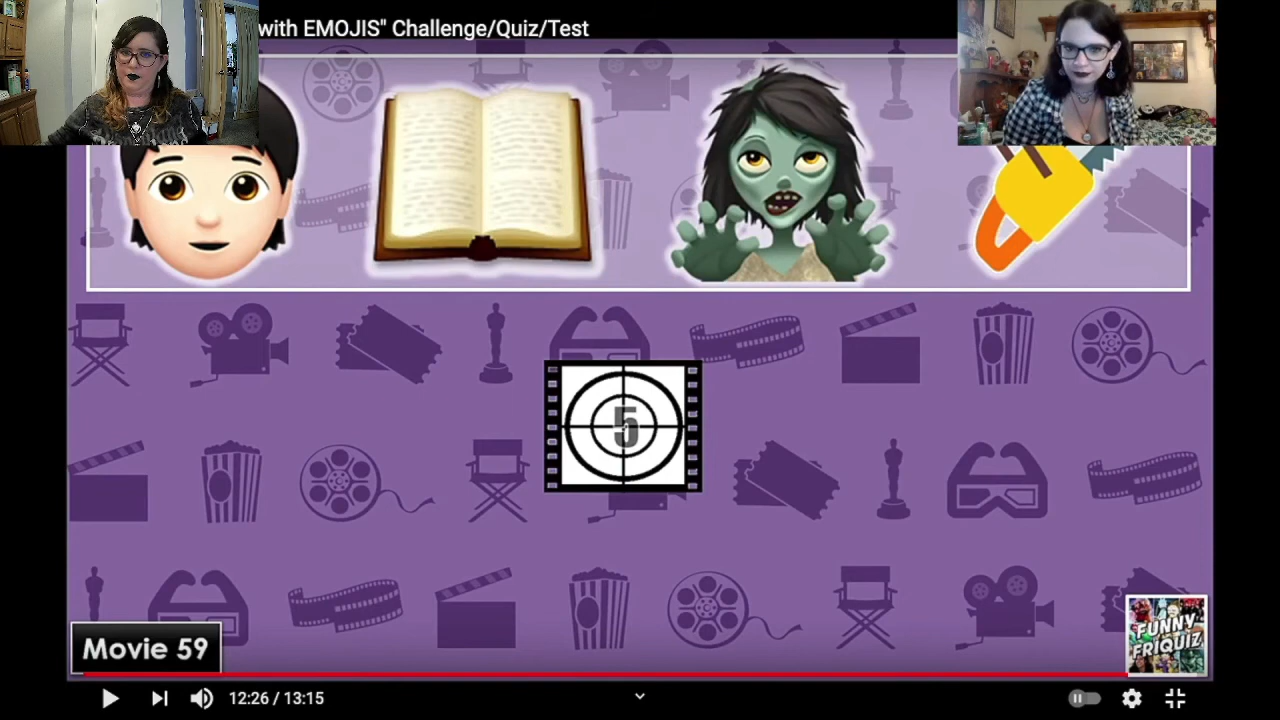 with EMOJIS" Challenge/Quiz/Test
5
Movie 59
FUNNY
FRIQUIZ
12:26 / 13:15